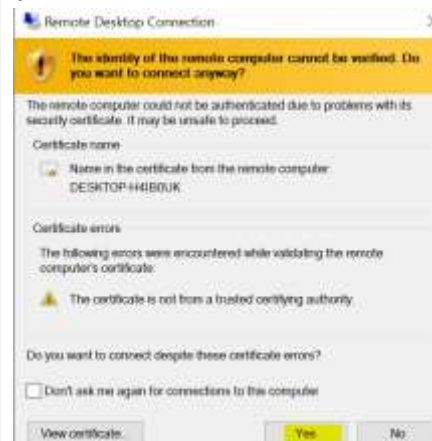 Remote Desktop Connection
The identity of the remote computer cannot be verified. Do
you want to connect anyway?
The remote computer could not be authenticated due to problems with its
security certificate. It may be unsafe to proceed.
Certificate name
Name in the certificate from the remote computer:
DESKTOP-H4IB0UK
Certificate errors
The following errors were encountered while validating the remote
computer's certificate:
The certificate is not from a trusted certifying authority.
Do you want to connect despite these certificate errors?
Don't ask me again for connections to this computer
View certificate...
Yes
No